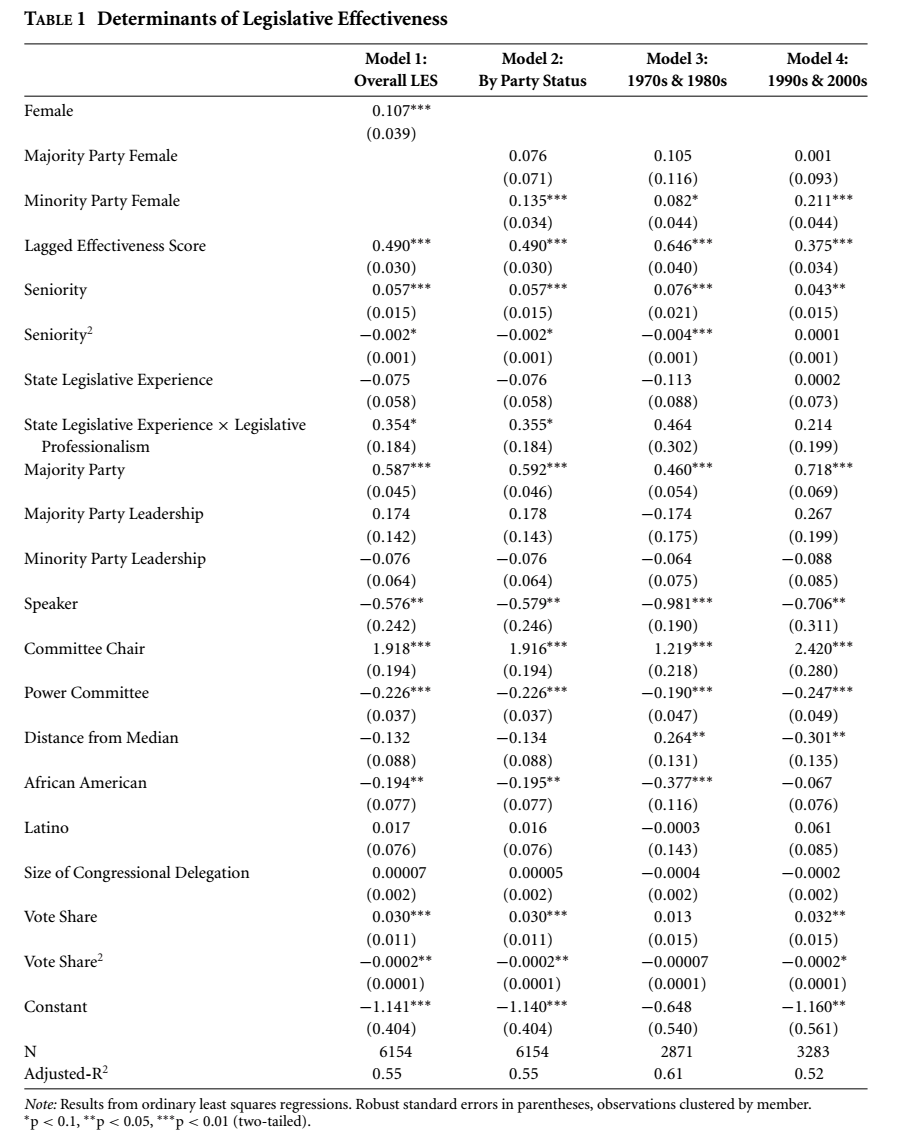 TABLE 1 Determinants of Legislative Effectiveness
Model 1: Model 2: Model 3: Model 4:
Overall LES By Party Status 1970s & 1980s 1990s & 2000s
Female 0.107***
(0.039)
Majority Party Female 0.076 0.105 0.001
(0.071) (0.116) (0.093)
Minority Party Female 0.135*** 0.082* 0.211***
(0.034) (0.044) (0.044)
Lagged Effectiveness Score 0.490*** 0.490*** 0.646*** 0.375***
(0.030) (0.030) (0.040) (0.034)
Seniority 0.057*** 0.057*** 0.076*** 0.043**
(0.015) (0.015) (0.021) (0.015)
Seniority² −0.002* −0.002* −0.004*** 0.0001
(0.001) (0.001) (0.001) (0.001)
State Legislative Experience −0.075 −0.076 −0.113 0.0002
(0.058) (0.058) (0.088) (0.073)
State Legislative Experience × Legislative 0.354* 0.355* 0.464 0.214
Professionalism (0.184) (0.184) (0.302) (0.199)
Majority Party 0.587*** 0.592*** 0.460*** 0.718***
(0.045) (0.046) (0.054) (0.069)
Majority Party Leadership 0.174 0.178 −0.174 0.267
(0.142) (0.143) (0.175) (0.199)
Minority Party Leadership −0.076 −0.076 −0.064 −0.088
(0.064) (0.064) (0.075) (0.085)
Speaker −0.576** −0.579** −0.981*** −0.706**
(0.242) (0.246) (0.190) (0.311)
Committee Chair 1.918*** 1.916*** 1.219*** 2.420***
(0.194) (0.194) (0.218) (0.280)
Power Committee −0.226*** −0.226*** −0.190*** −0.247***
(0.037) (0.037) (0.047) (0.049)
Distance from Median −0.132 −0.134 0.264** −0.301**
(0.088) (0.088) (0.131) (0.135)
African American −0.194** −0.195** −0.377*** −0.067
(0.077) (0.077) (0.116) (0.076)
Latino 0.017 0.016 −0.0003 0.061
(0.076) (0.076) (0.143) (0.085)
Size of Congressional Delegation 0.00007 0.00005 −0.0004 −0.0002
(0.002) (0.002) (0.002) (0.002)
Vote Share 0.030*** 0.030*** 0.013 0.032**
(0.011) (0.011) (0.015) (0.015)
Vote Share² −0.0002** −0.0002** −0.00007 −0.0002*
(0.0001) (0.0001) (0.0001) (0.0001)
Constant −1.141*** −1.140*** −0.648 −1.160**
(0.404) (0.404) (0.540) (0.561)
N 6154 6154 2871 3283
Adjusted-R² 0.55 0.55 0.61 0.52
Note: Results from ordinary least squares regressions. Robust standard errors in parentheses, observations clustered by member.
*p < 0.1, **p < 0.05, ***p < 0.01 (two-tailed).